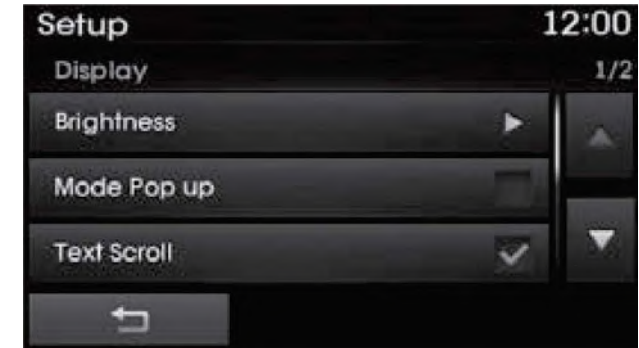 Setup 12:00
Display 1/2
Brightness
Mode Pop up
Text Scroll